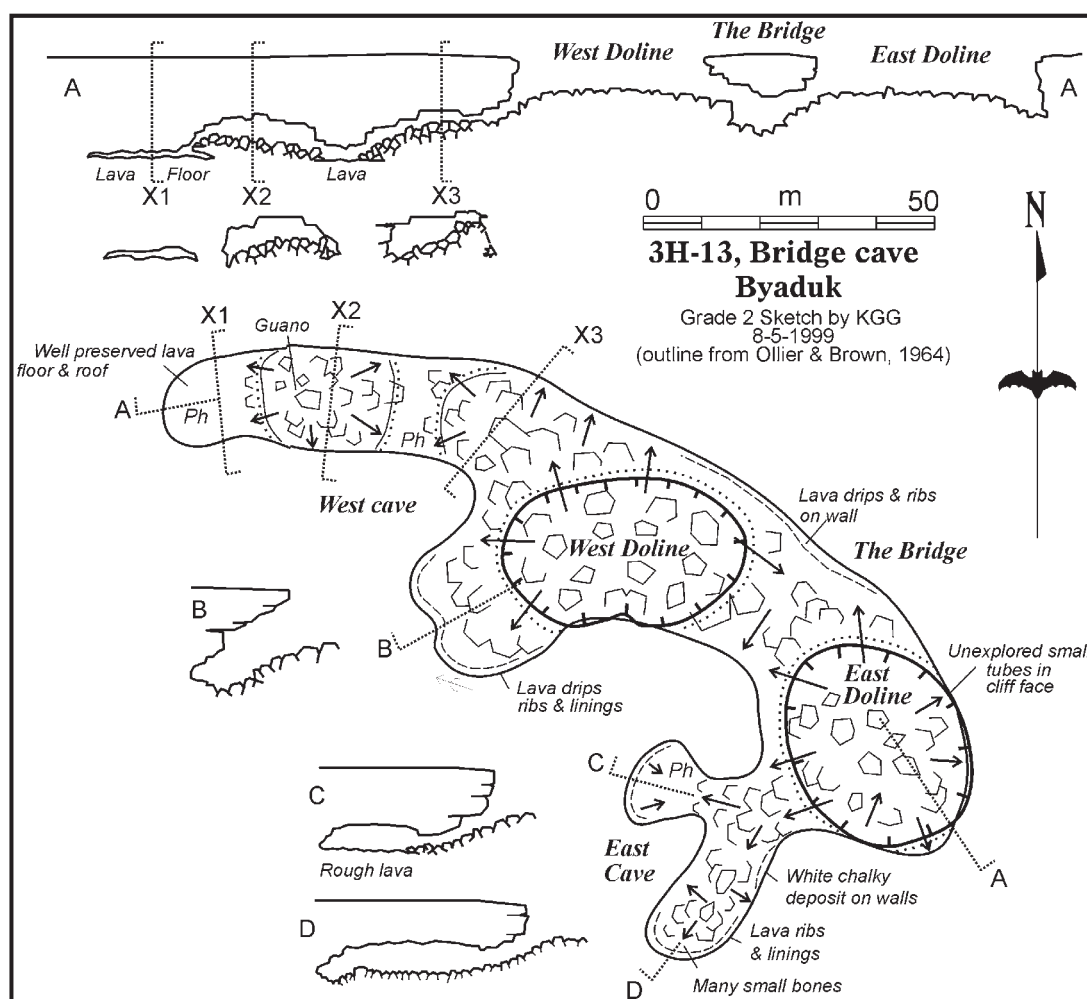 The Bridge
West Doline
East Doline
A
A
Lava
Floor
Lava
X1
X2
X3
0 m 50
N
3H-13, Bridge cave
Byaduk
Grade 2 Sketch by KGG
8-5-1999
(outline from Ollier & Brown, 1964)
X1
X2
X3
Guano
Well preserved lava
floor & roof
A
Ph
Ph
West cave
Lava drips & ribs
on wall
West Doline
The Bridge
B
B
Unexplored small
tubes in
cliff face
East
Doline
Lava drips
ribs & linings
C
Ph
C
East
Cave
A
Rough lava
White chalky
deposit on walls
D
Lava ribs
& linings
D
Many small bones